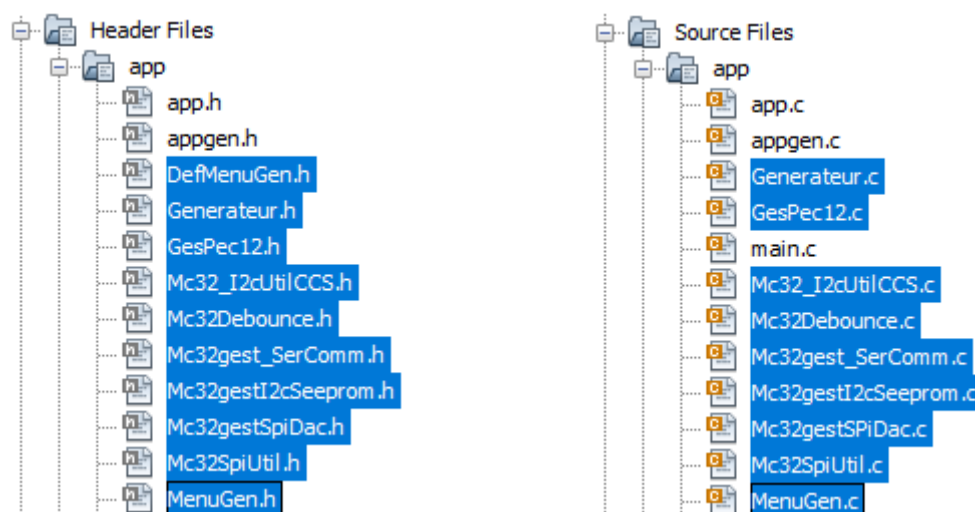 Header Files
app
app.h
appgen.h
DefMenuGen.h
Generateur.h
GesPec12.h
Mc32_I2cUtilCCS.h
Mc32Debounce.h
Mc32gest_SerComm.h
Mc32gestI2cSeeprom.h
Mc32gestSpiDac.h
Mc32SpiUtil.h
MenuGen.h
Source Files
app
app.c
appgen.c
Generateur.c
GesPec12.c
main.c
Mc32_I2cUtilCCS.c
Mc32Debounce.c
Mc32gest_SerComm.c
Mc32gestI2cSeeprom.c
Mc32gestSPiDac.c
Mc32SpiUtil.c
MenuGen.c